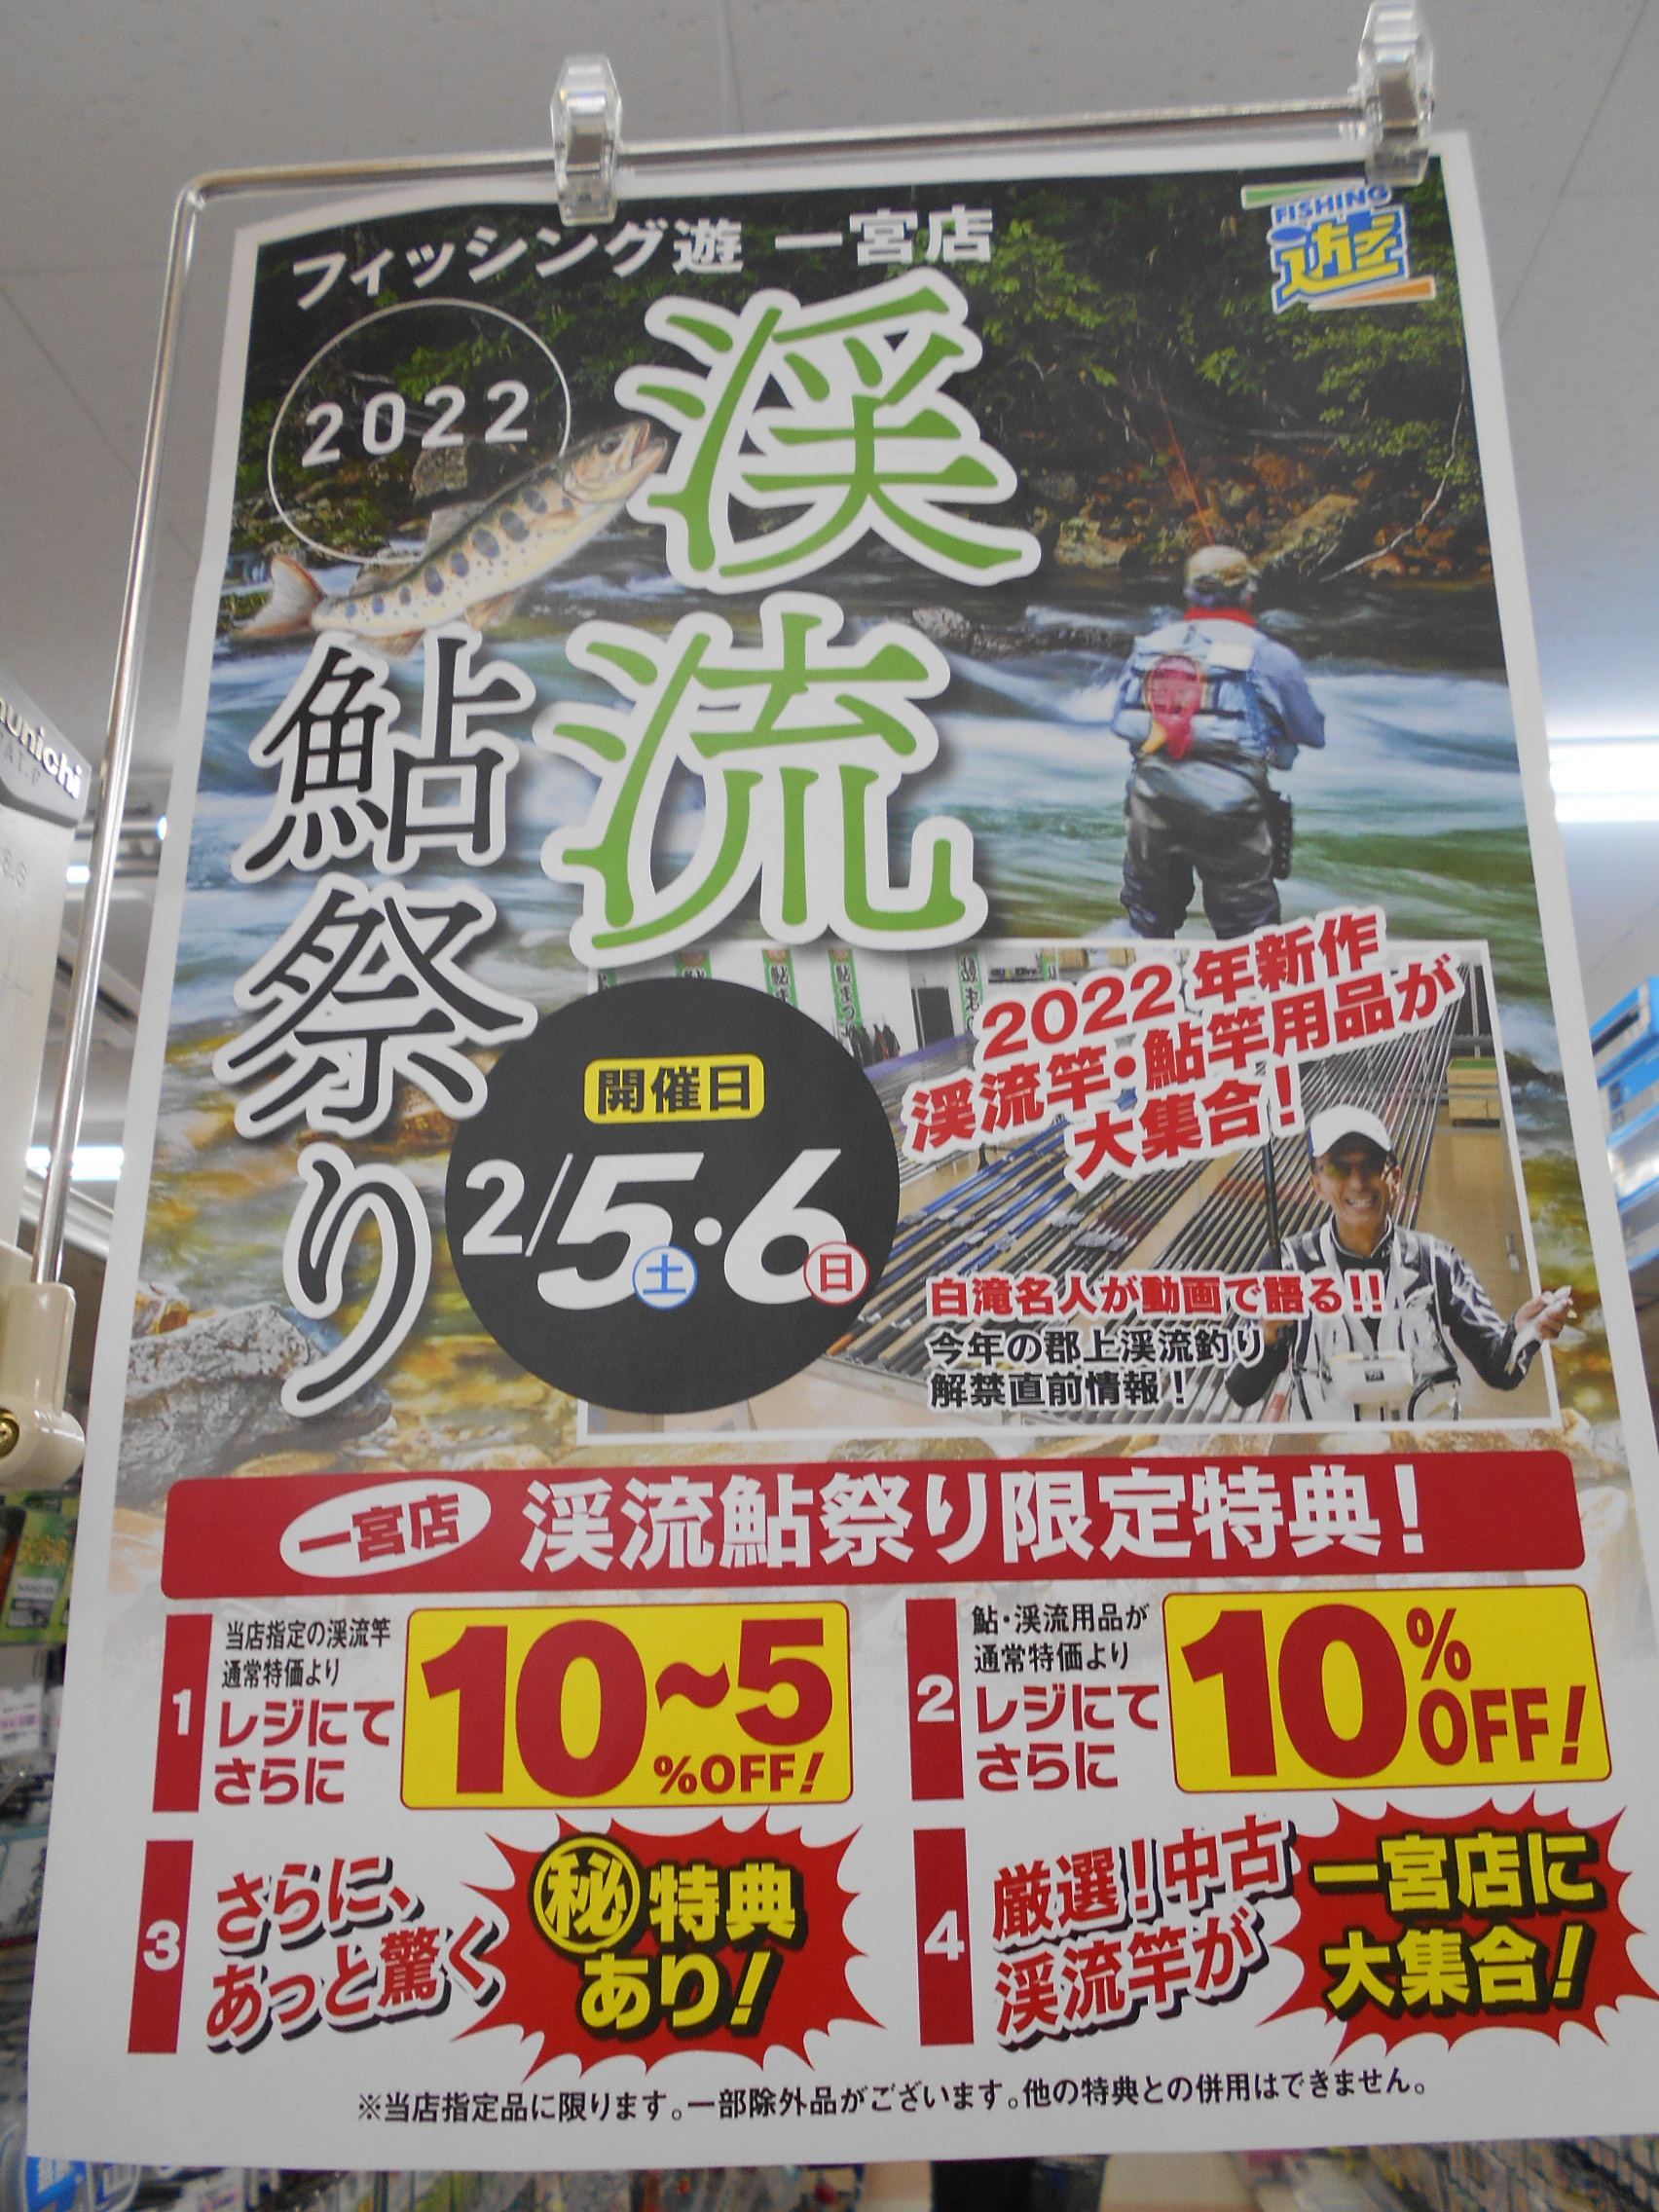 フィッシング遊 一宮店
FISHING
遊
2022
渓流
鮎祭り
開催日
2/5土・6日
2022年新作
渓流竿・鮎竿用品が
大集合！
白滝名人が動画で語る!!
今年の郡上渓流釣り
解禁直前情報！
一宮店 渓流鮎祭り限定特典！
1
当店指定の渓流竿
通常特価より
レジにて
さらに
10~5
%OFF!
2
鮎・渓流用品が
通常特価より
レジにて
さらに
10%
OFF!
3
さらに、
あっと驚く
㊙特典
あり！
4
厳選！中古
渓流竿が
一宮店に
大集合！
※当店指定品に限ります。一部除外品がございます。他の特典との併用はできません。